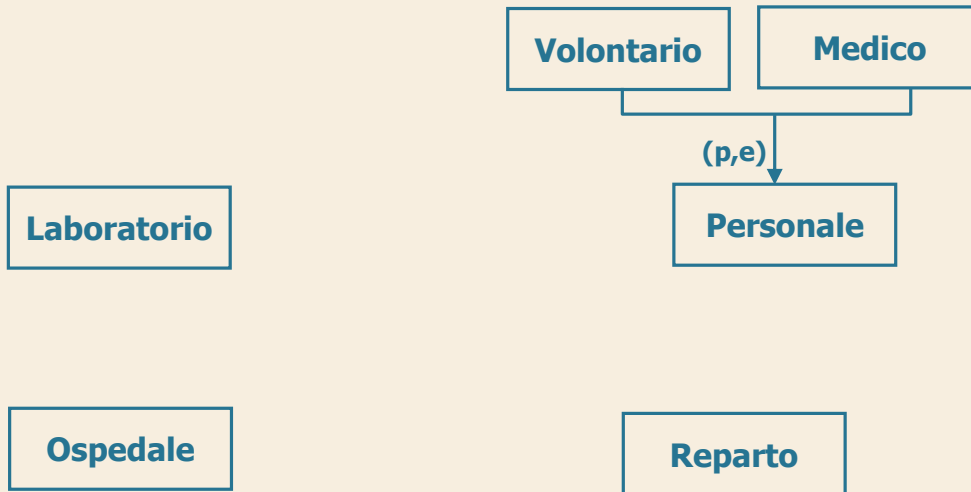 Volontario
Medico
(p,e)
Laboratorio
Personale
Ospedale
Reparto